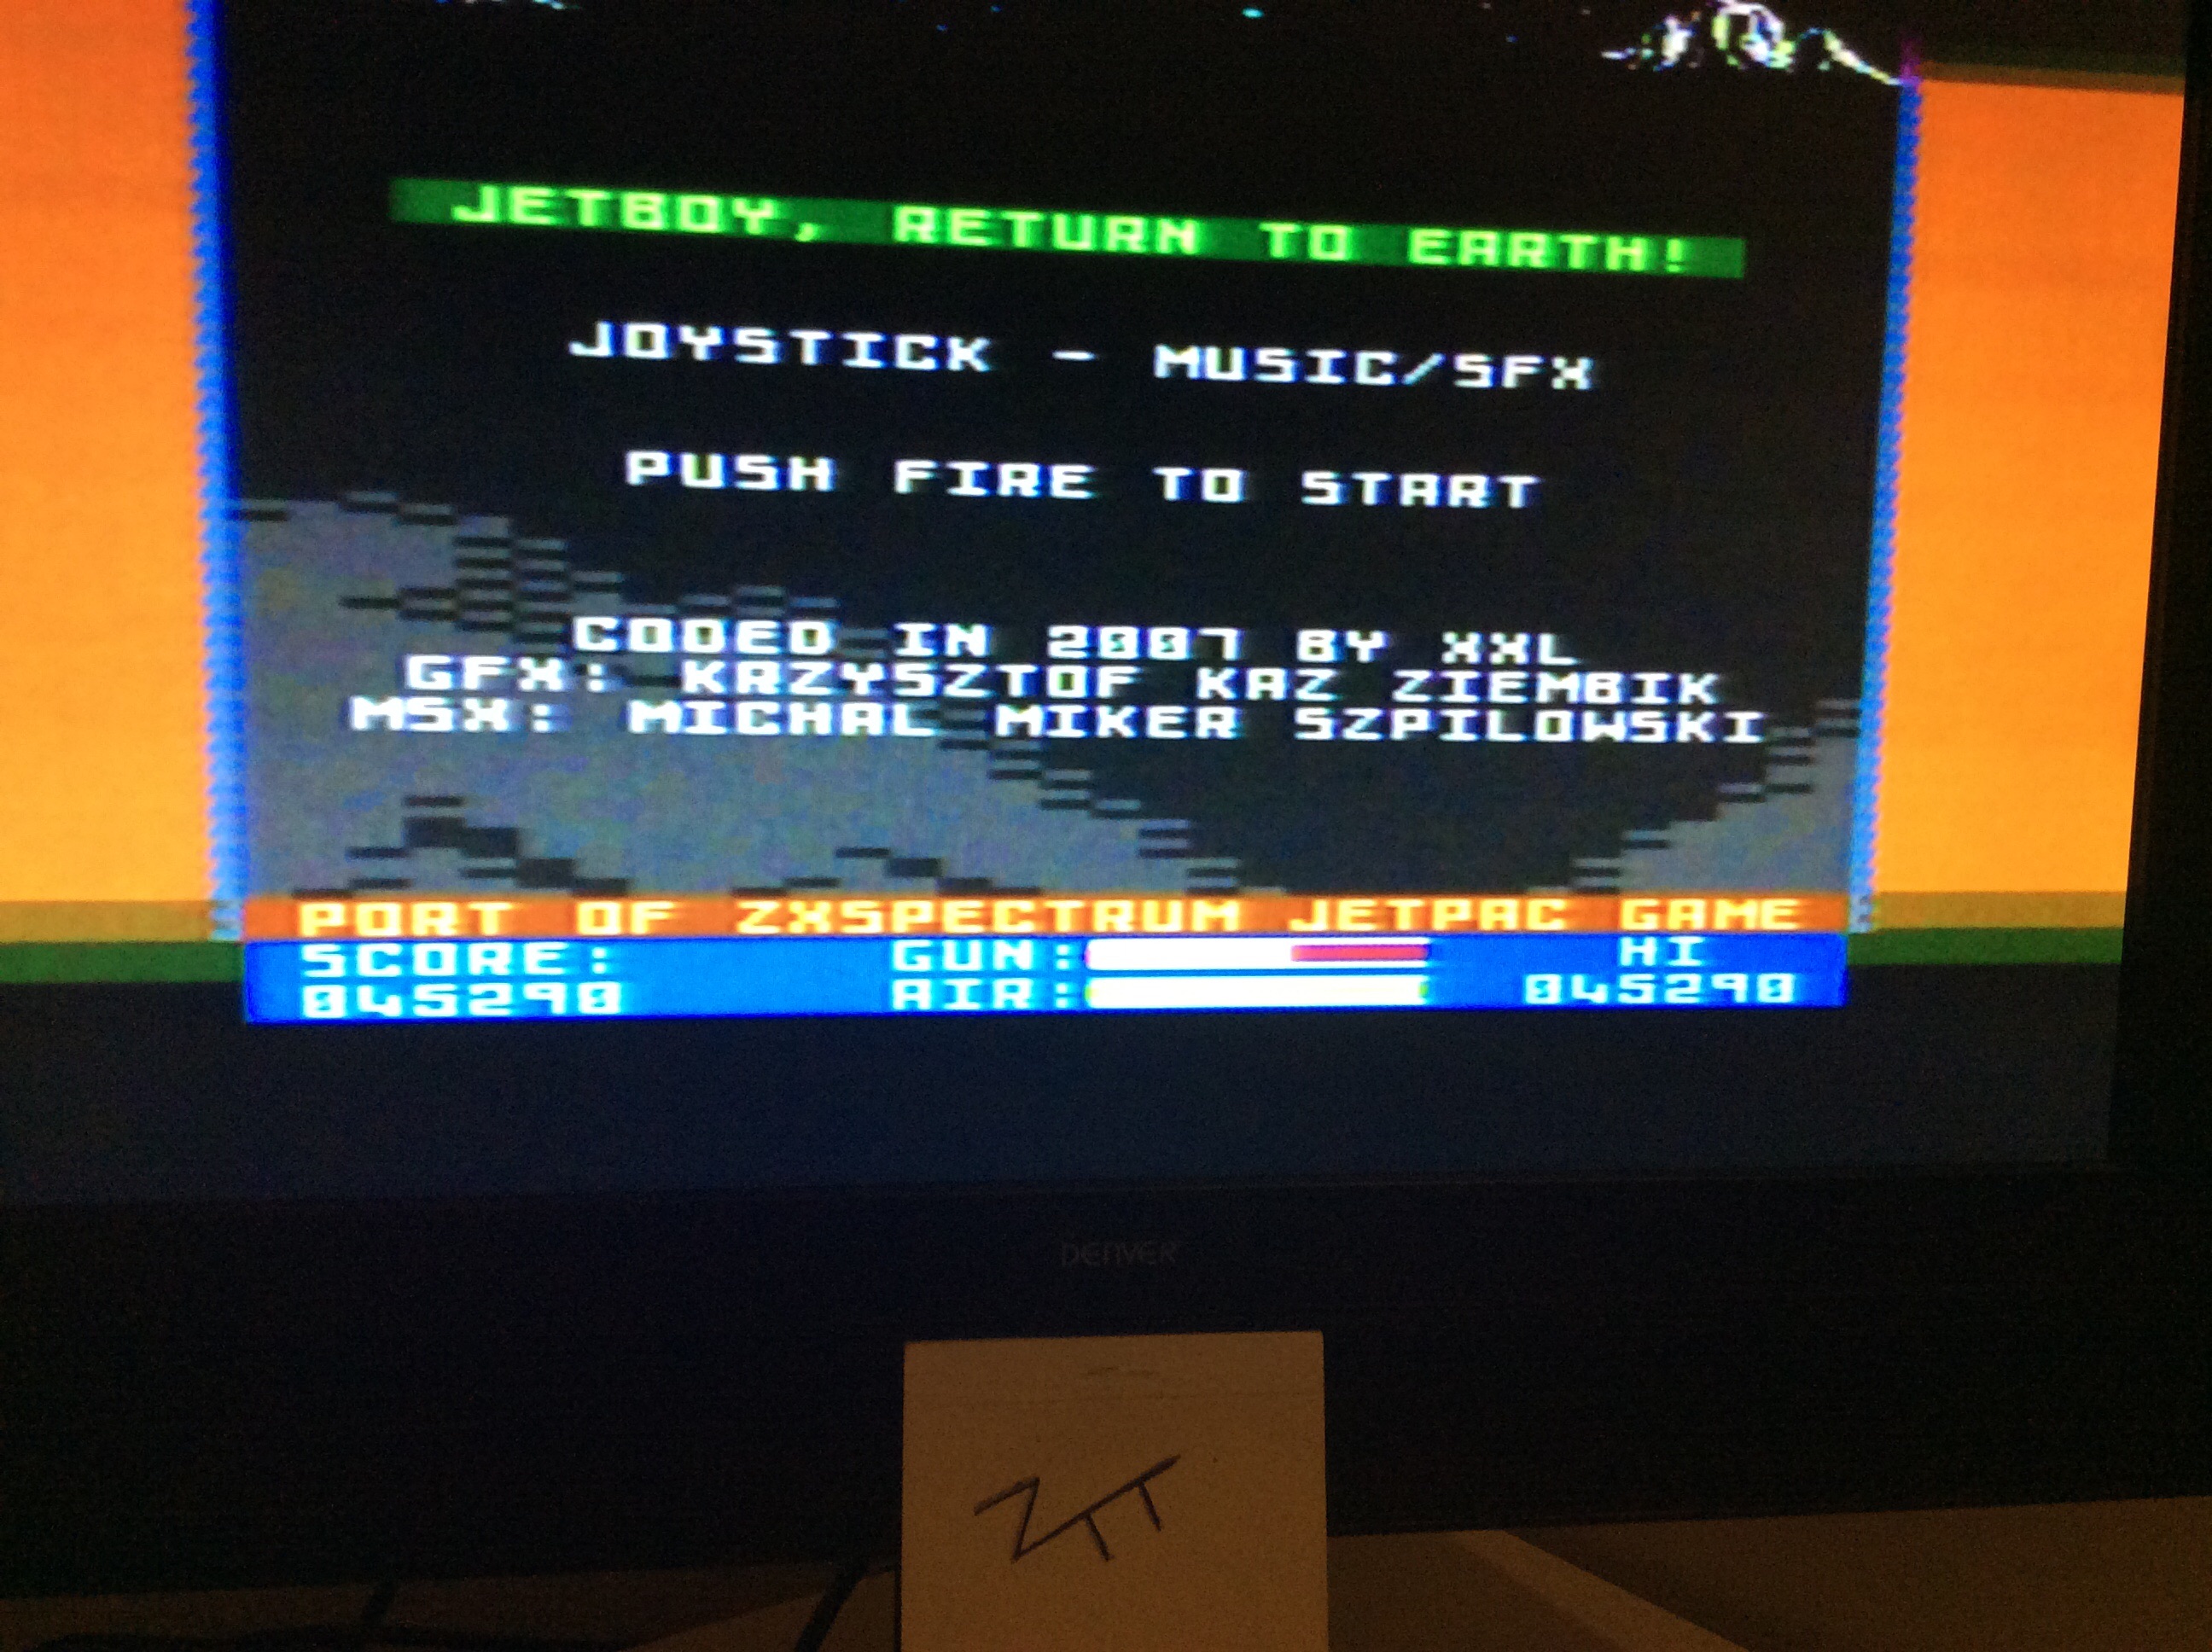 JETBOY, RETURN TO EARTH!
JOYSTICK - MUSIC/SFX
PUSH FIRE TO START
CODED IN 2007 BY XXL
GFX: KRZYSZTOF KAZ ZIEMBIK
MSX: MICHAL MIKER SZPILOWSKI
PORT OF ZXSPECTRUM JETPAC GAME
SCORE: GUN: HI
045290 AIR: 045290
DENVER
ZTT